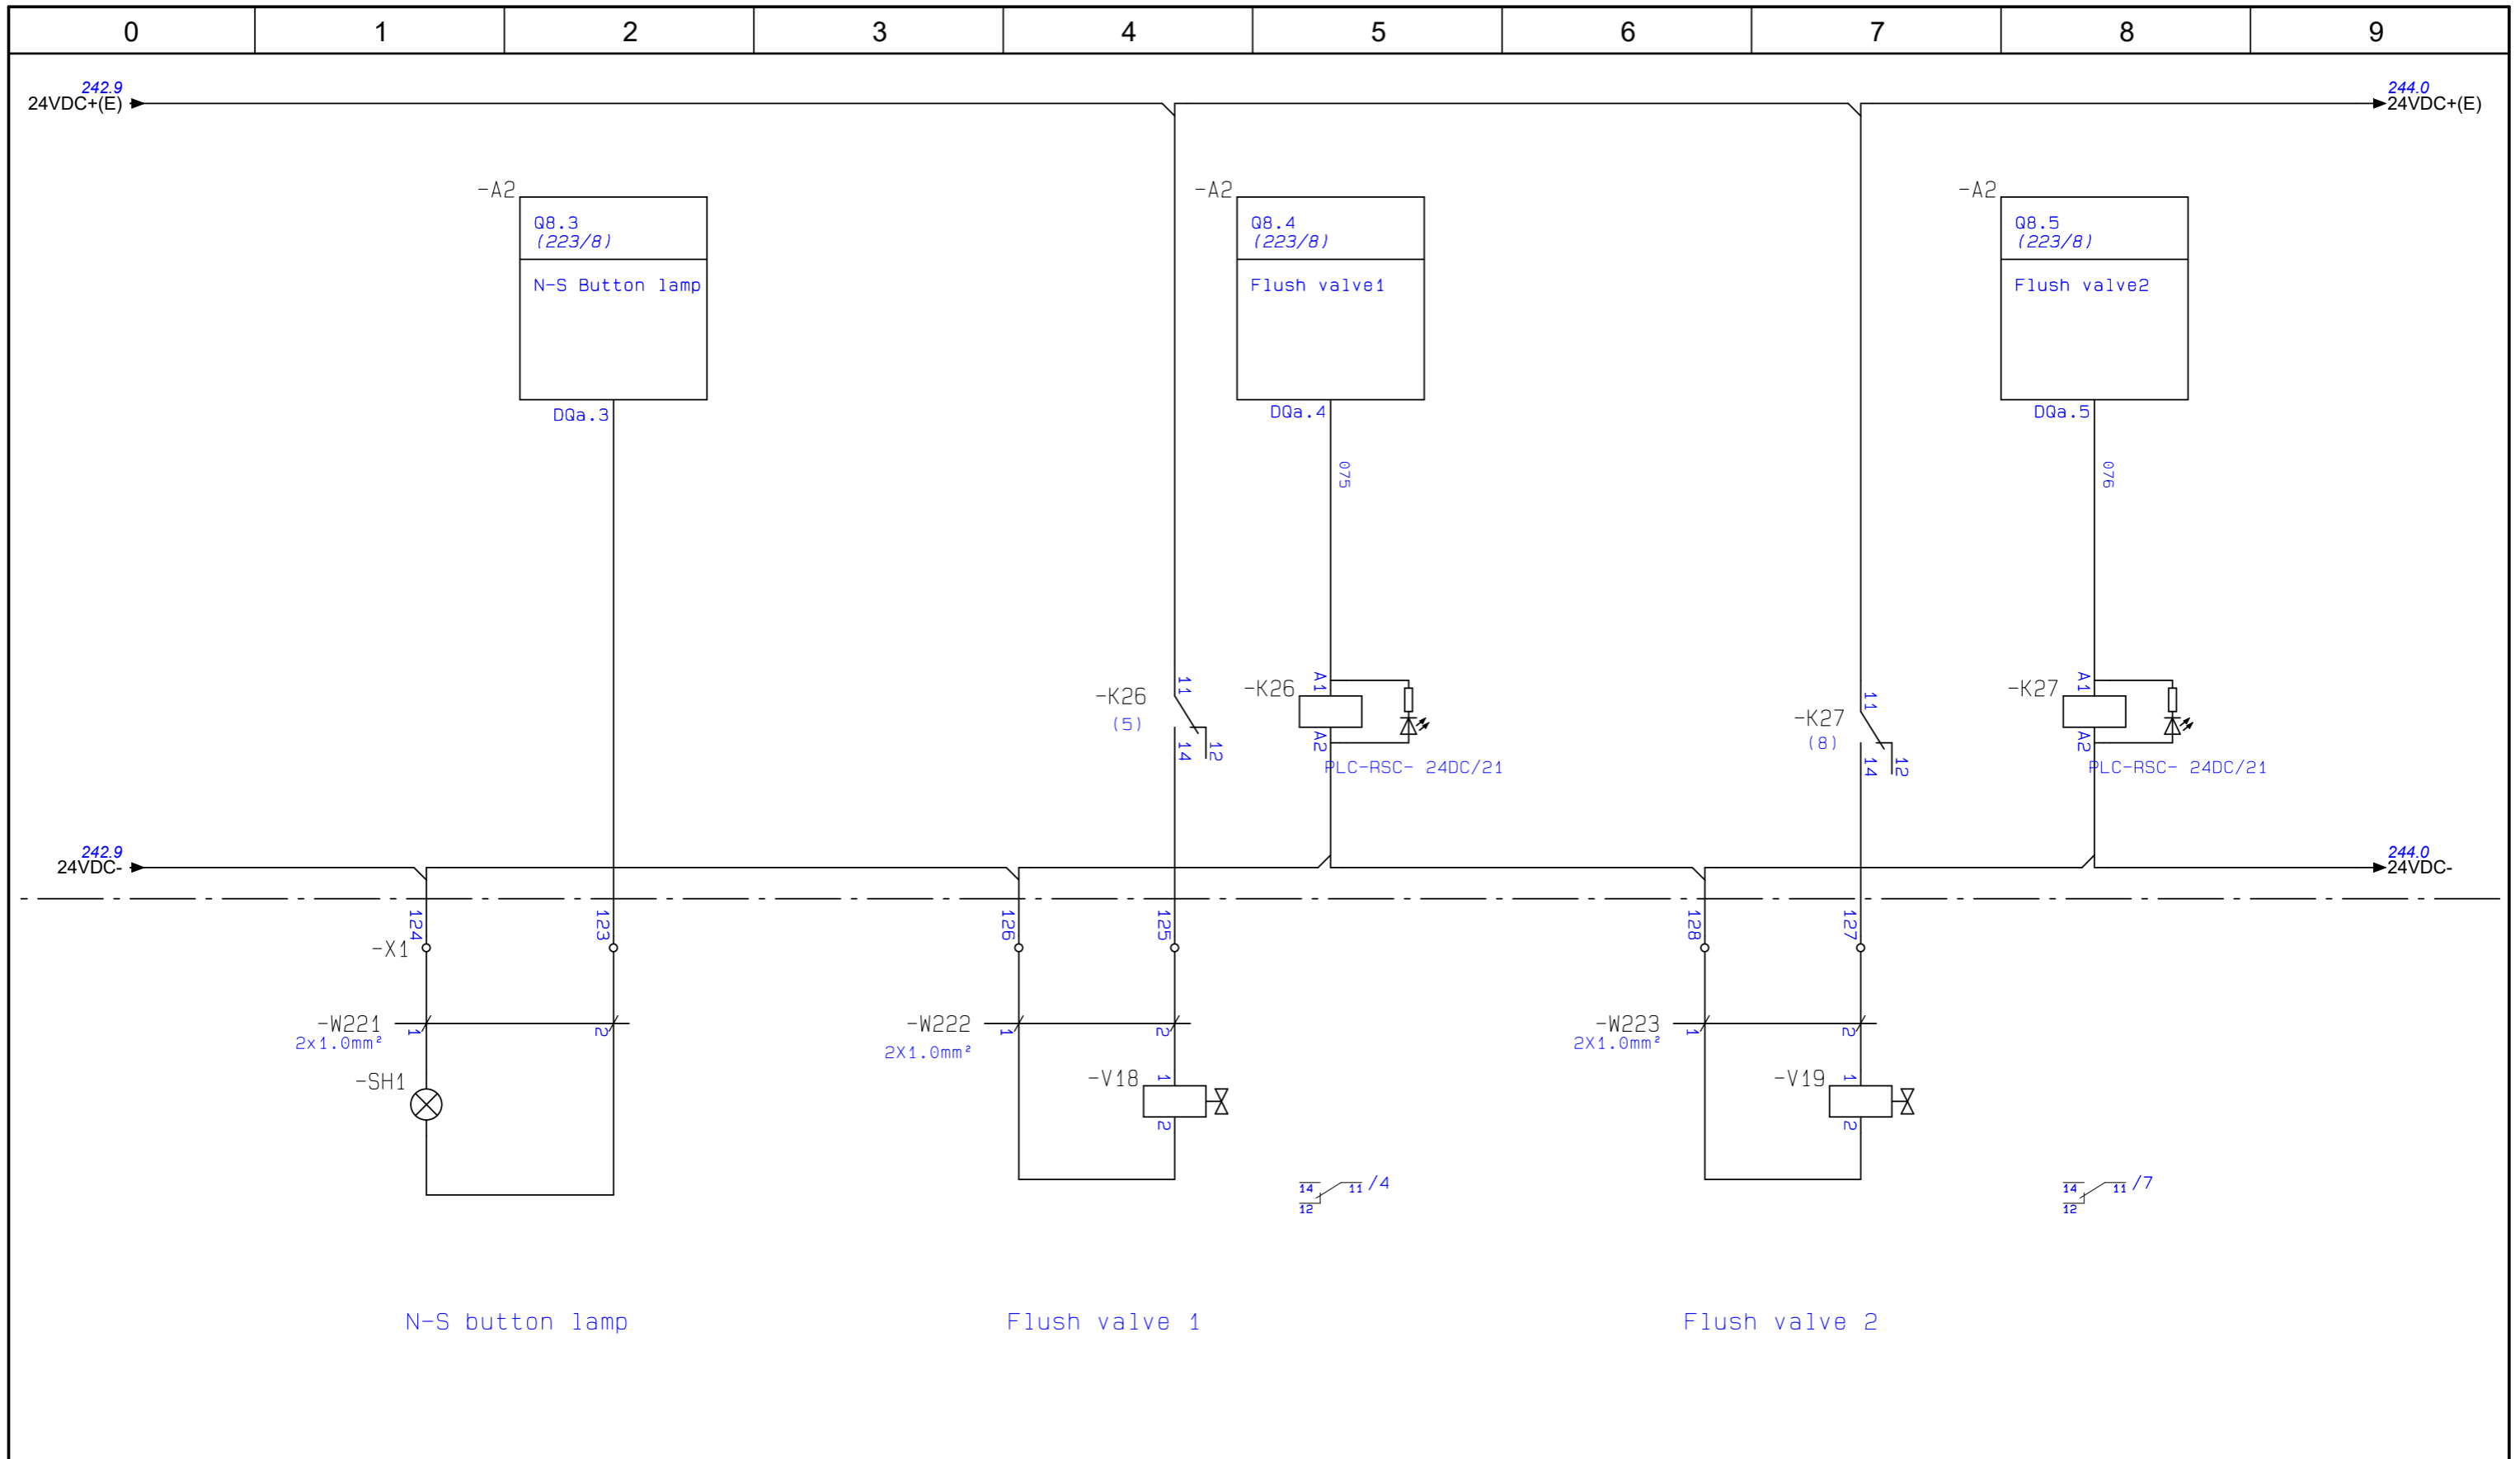 0 1 2 3 4 5 6 7 8 9
242.9
24VDC+(E)
244.0
24VDC+(E)
-A2
Q8.3
(223/8)
N-S Button lamp
DQa.3
-A2
Q8.4
(223/8)
Flush valve1
DQa.4
075
-A2
Q8.5
(223/8)
Flush valve2
DQa.5
076
-K26
(5)
11
14
12
-K26
A1
A2
PLC-RSC- 24DC/21
-K27
(8)
11
14
12
-K27
A1
A2
PLC-RSC- 24DC/21
242.9
24VDC-
244.0
24VDC-
124
123
126
125
128
127
-X1
-W221
2x1.0mm²
1
2
-W222
2X1.0mm²
1
2
-W223
2X1.0mm²
1
2
-SH1
-V18
1
2
-V19
1
2
14
11 /4
12
14
11 /7
12
N-S button lamp
Flush valve 1
Flush valve 2